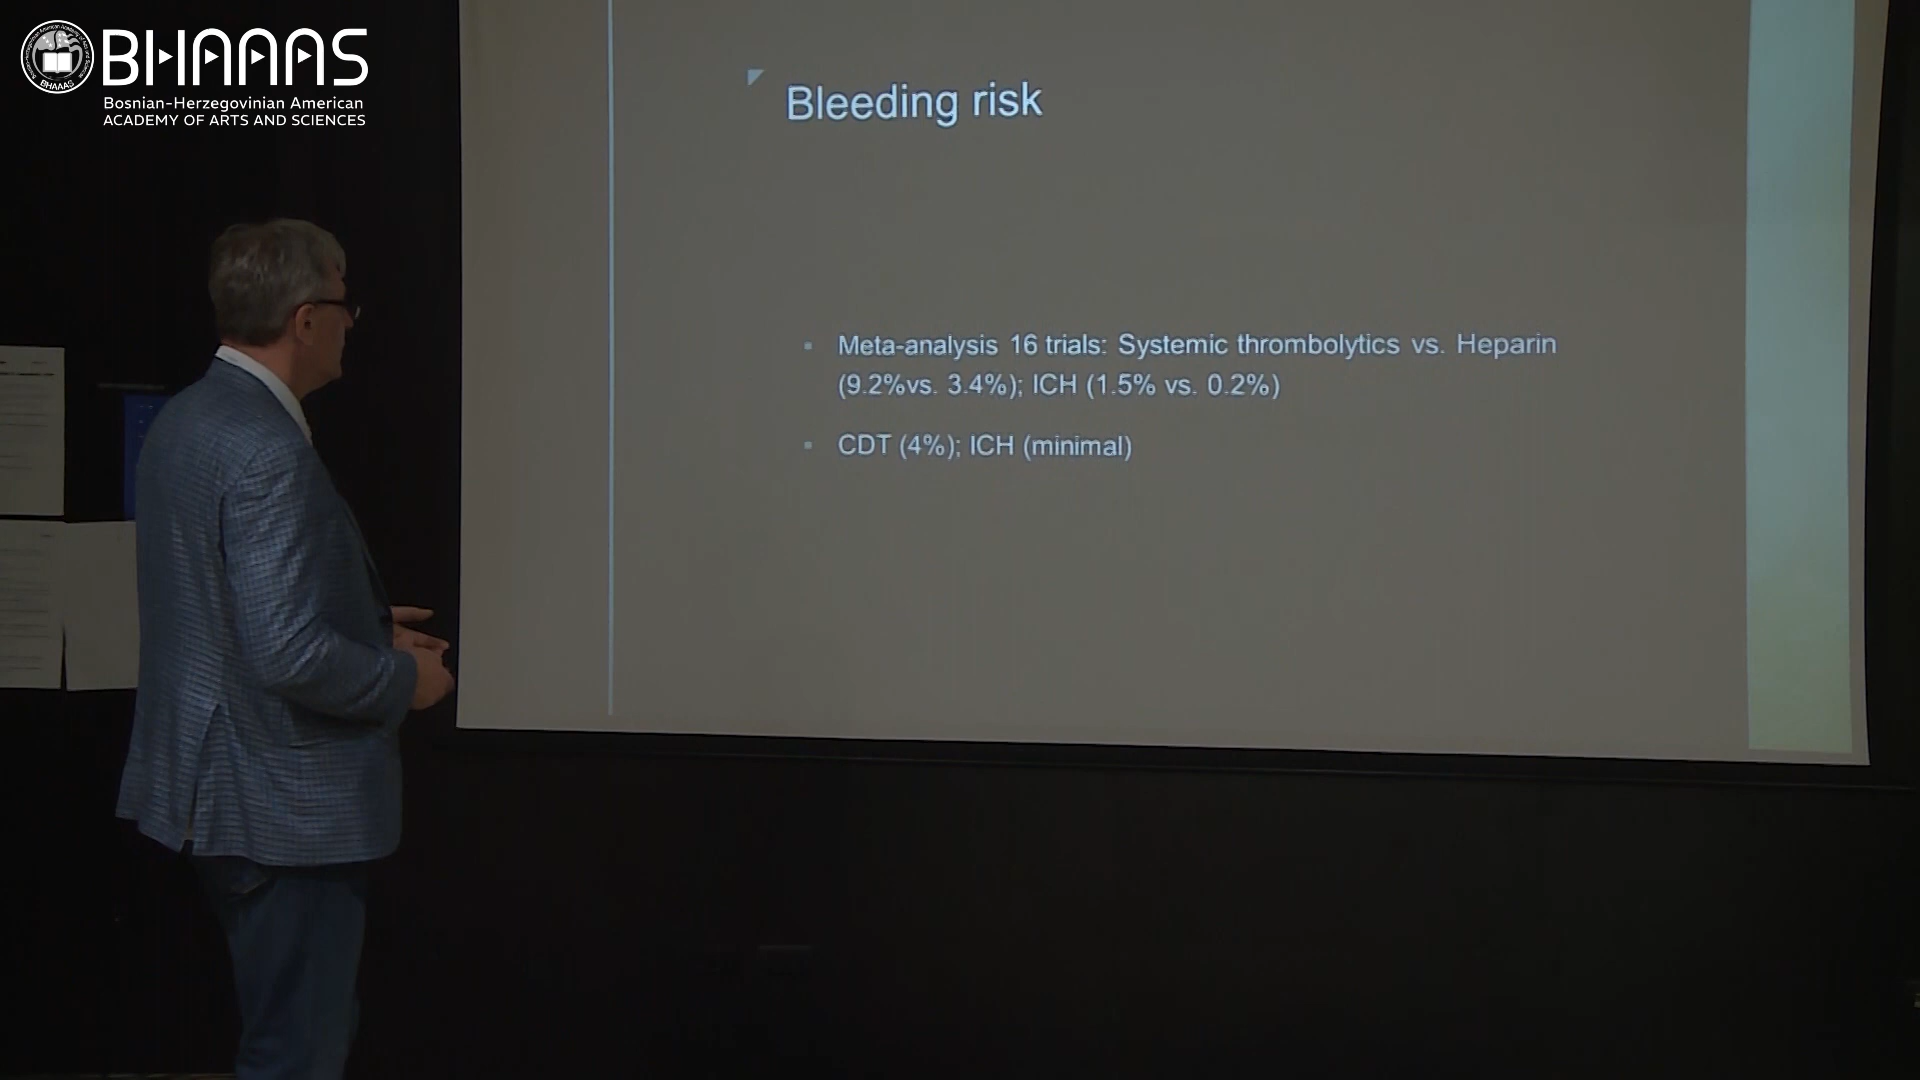 BHAAAS
Bosnian-Herzegovinian American
ACADEMY OF ARTS AND SCIENCES
BHAAAS
Bleeding risk
Meta-analysis 16 trials: Systemic thrombolytics vs. Heparin
(9.2%vs. 3.4%); ICH (1.5% vs. 0.2%)
CDT (4%); ICH (minimal)